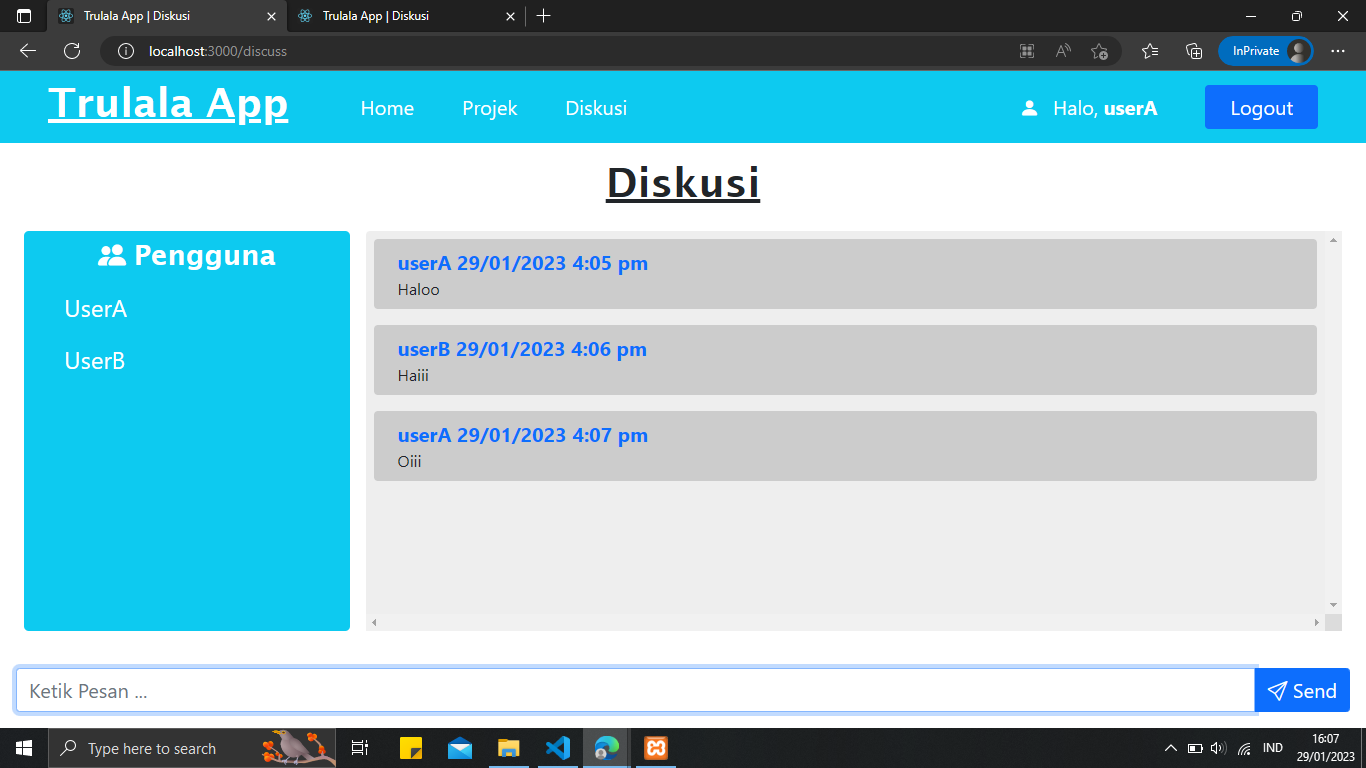 Trulala App | Diskusi
Trulala App | Diskusi
localhost:3000/discuss
InPrivate
Trulala App
Home
Projek
Diskusi
Halo, userA
Logout
Diskusi
Pengguna
UserA
UserB
userA 29/01/2023 4:05 pm
Haloo
userB 29/01/2023 4:06 pm
Haiii
userA 29/01/2023 4:07 pm
Oiii
Ketik Pesan ...
Send
Type here to search
IND
16:07
29/01/2023